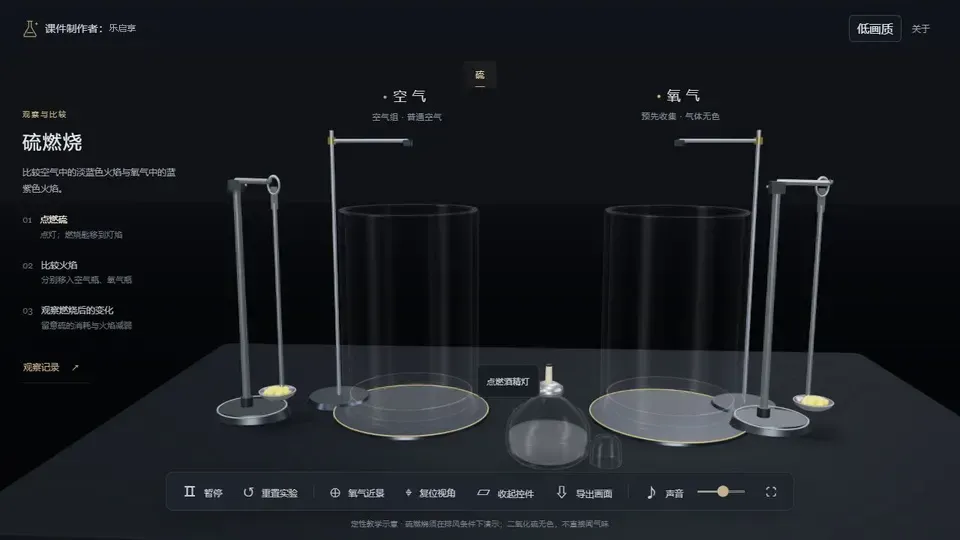 课件制作者：乐启享
低画质
关于
硫
空气
空气组 · 普通空气
氧气
预先收集 · 气体无色
观察与比较
硫燃烧
比较空气中的淡蓝色火焰与氧气中的蓝
紫色火焰。
01 点燃硫
点灯；燃烧匙移到灯焰
02 比较火焰
分别移入空气瓶、氧气瓶
03 观察燃烧后的变化
留意硫的消耗与火焰减弱
观察记录 ↗
点燃酒精灯
暂停
重置实验
氧气近景
复位视角
收起控件
导出画面
声音
定性教学示意 · 硫燃烧须在排风条件下演示；二氧化硫无色，不直接闻气味